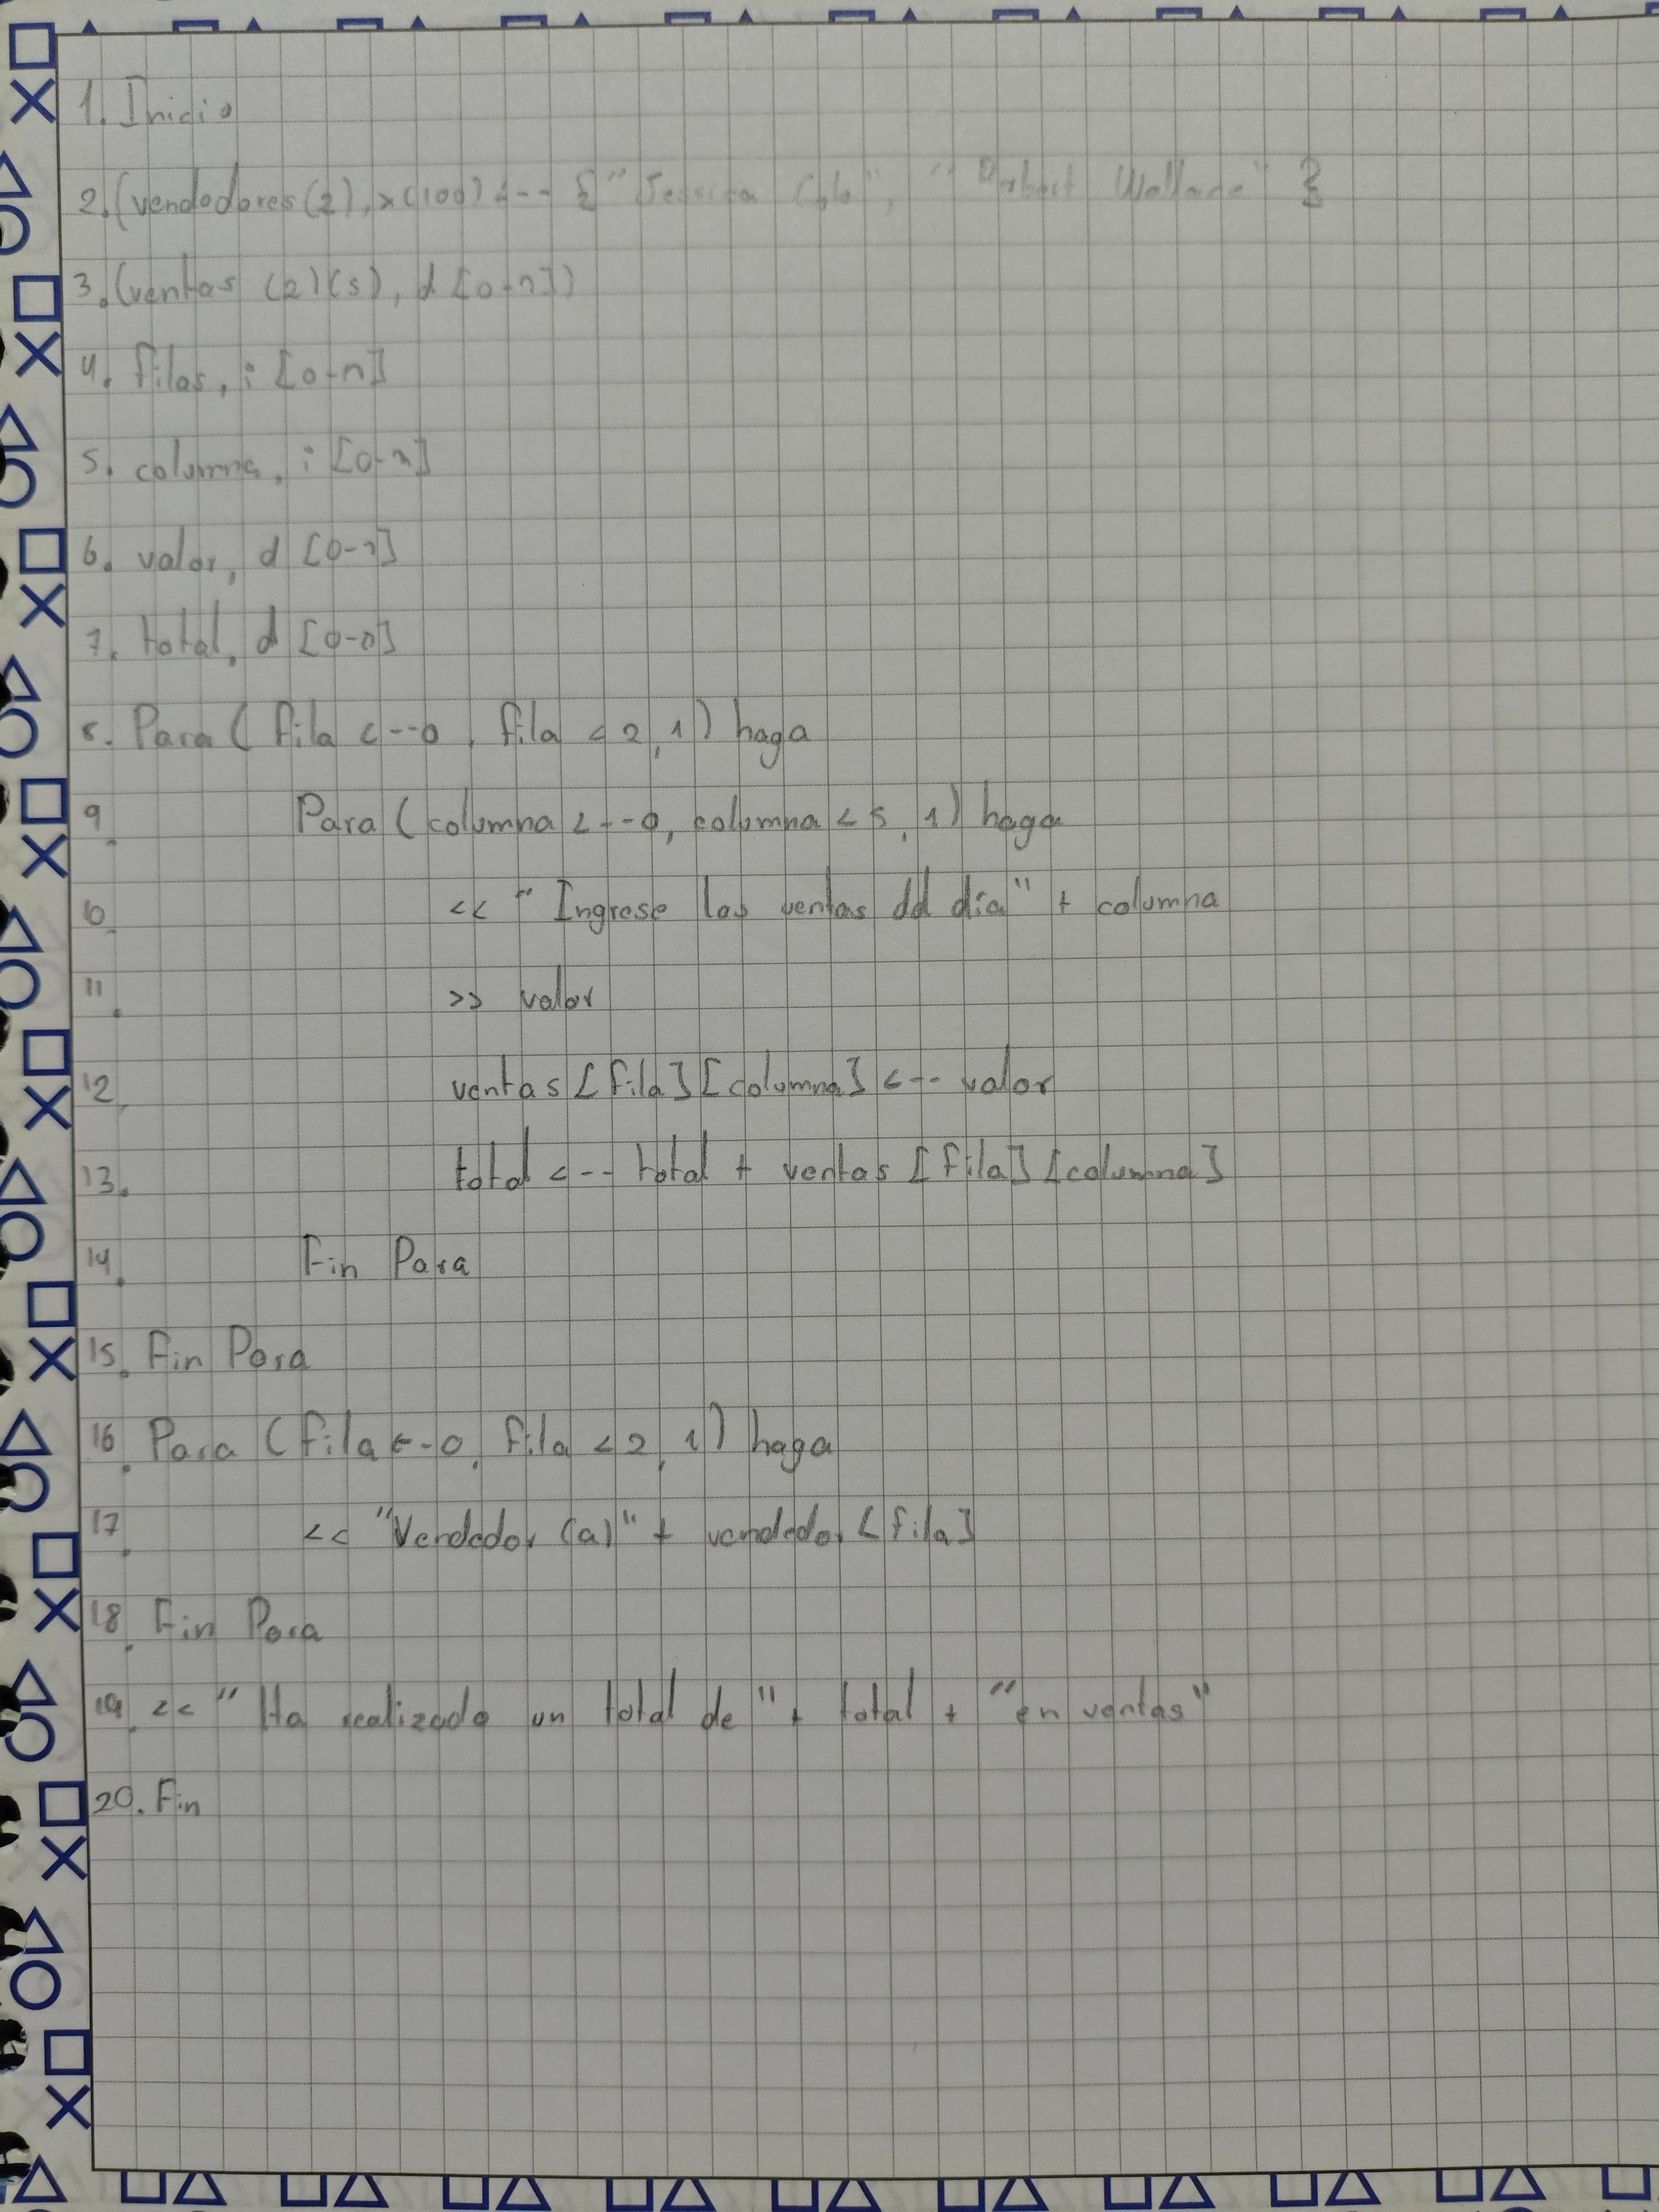 1. Inicio
2. (vendedores(2), x(100) <-- { "Jessica " , " Wallace" }
3. (ventas (2)(5), d [0-n])
4. filas, i [0-n]
5. columna, i [0-n]
6. valor, d [0-n]
7. total, d [0-n]
8. Para ( fila <--0 , fila < 2, 1) haga
9. Para ( columna <--0, columna < 5, 1) haga
10. << "Ingrese las ventas del día" + columna
11. >> valor
12. ventas [fila] [columna] <-- valor
13. total <-- total + ventas [fila] [columna]
14. Fin Para
15. Fin Para
16. Para (fila <--0, fila < 2, 1) haga
17. << "Vendedor (a)" + vendedor [fila]
18. Fin Para
19. << "Ha realizado un total de" + total + "en ventas"
20. Fin